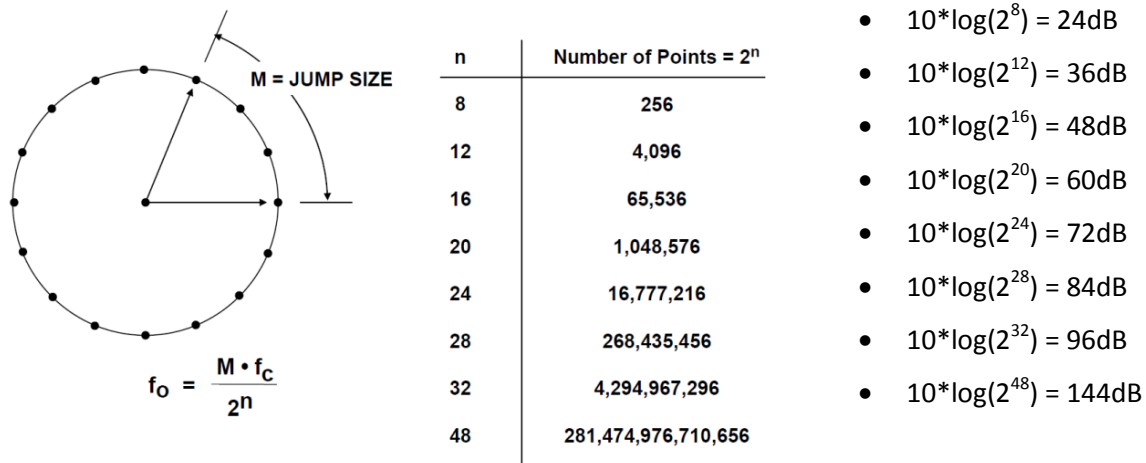 M = JUMP SIZE
f₀ = M • f_C / 2ⁿ
n Number of Points = 2ⁿ
8 256
12 4,096
16 65,536
20 1,048,576
24 16,777,216
28 268,435,456
32 4,294,967,296
48 281,474,976,710,656
• 10*log(2⁸) = 24dB
• 10*log(2¹²) = 36dB
• 10*log(2¹⁶) = 48dB
• 10*log(2²⁰) = 60dB
• 10*log(2²⁴) = 72dB
• 10*log(2²⁸) = 84dB
• 10*log(2³²) = 96dB
• 10*log(2⁴⁸) = 144dB